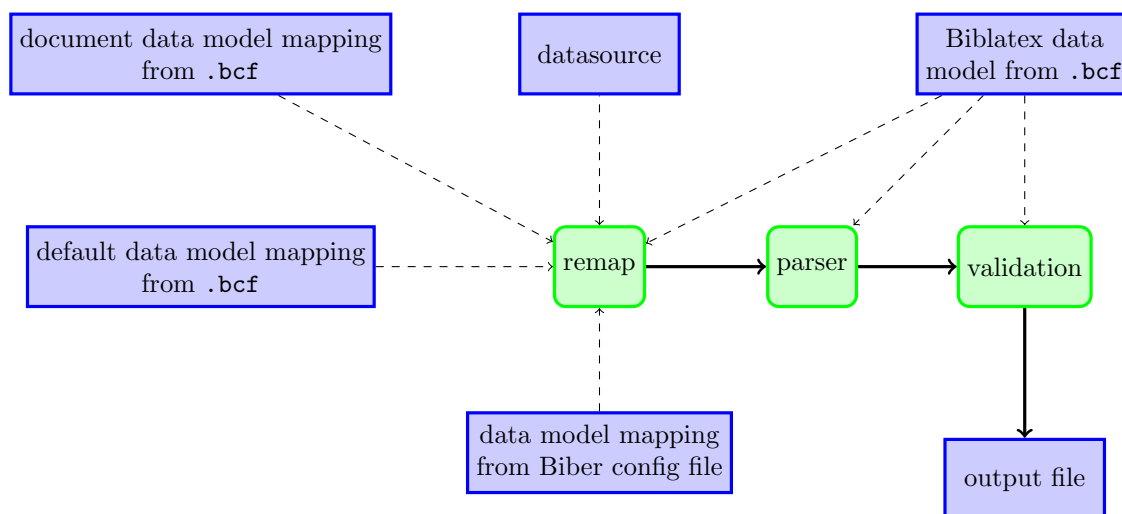 document data model mapping
from .bcf
datasource
Biblatex data
model from .bcf
default data model mapping
from .bcf
remap
parser
validation
data model mapping
from Biber config file
output file